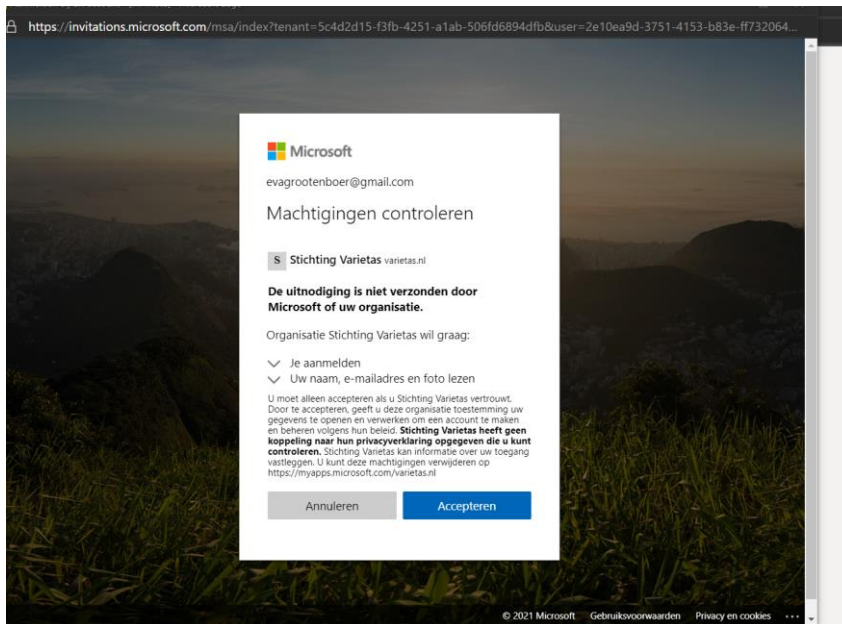 https://invitations.microsoft.com/msa/index?tenant=5c4d2d15-f3fb-4251-a1ab-506fd6894dfb&user=2e10ea9d-3751-4153-b83e-ff732064...
Microsoft
evagrootenboer@gmail.com
Machtigingen controleren
S Stichting Varietas varietas.nl
De uitnodiging is niet verzonden door
Microsoft of uw organisatie.
Organisatie Stichting Varietas wil graag:
Je aanmelden
Uw naam, e-mailadres en foto lezen
U moet alleen accepteren als u Stichting Varietas vertrouwt.
Door te accepteren, geeft u deze organisatie toestemming uw
gegevens te openen en verwerken om een account te maken
en beheren volgens hun beleid. Stichting Varietas heeft geen
koppeling naar hun privacyverklaring opgegeven die u kunt
controleren. Stichting Varietas kan informatie over uw toegang
vastleggen. U kunt deze machtigingen verwijderen op
https://myapps.microsoft.com/varietas.nl
Annuleren Accepteren
© 2021 Microsoft Gebruiksvoorwaarden Privacy en cookies ...